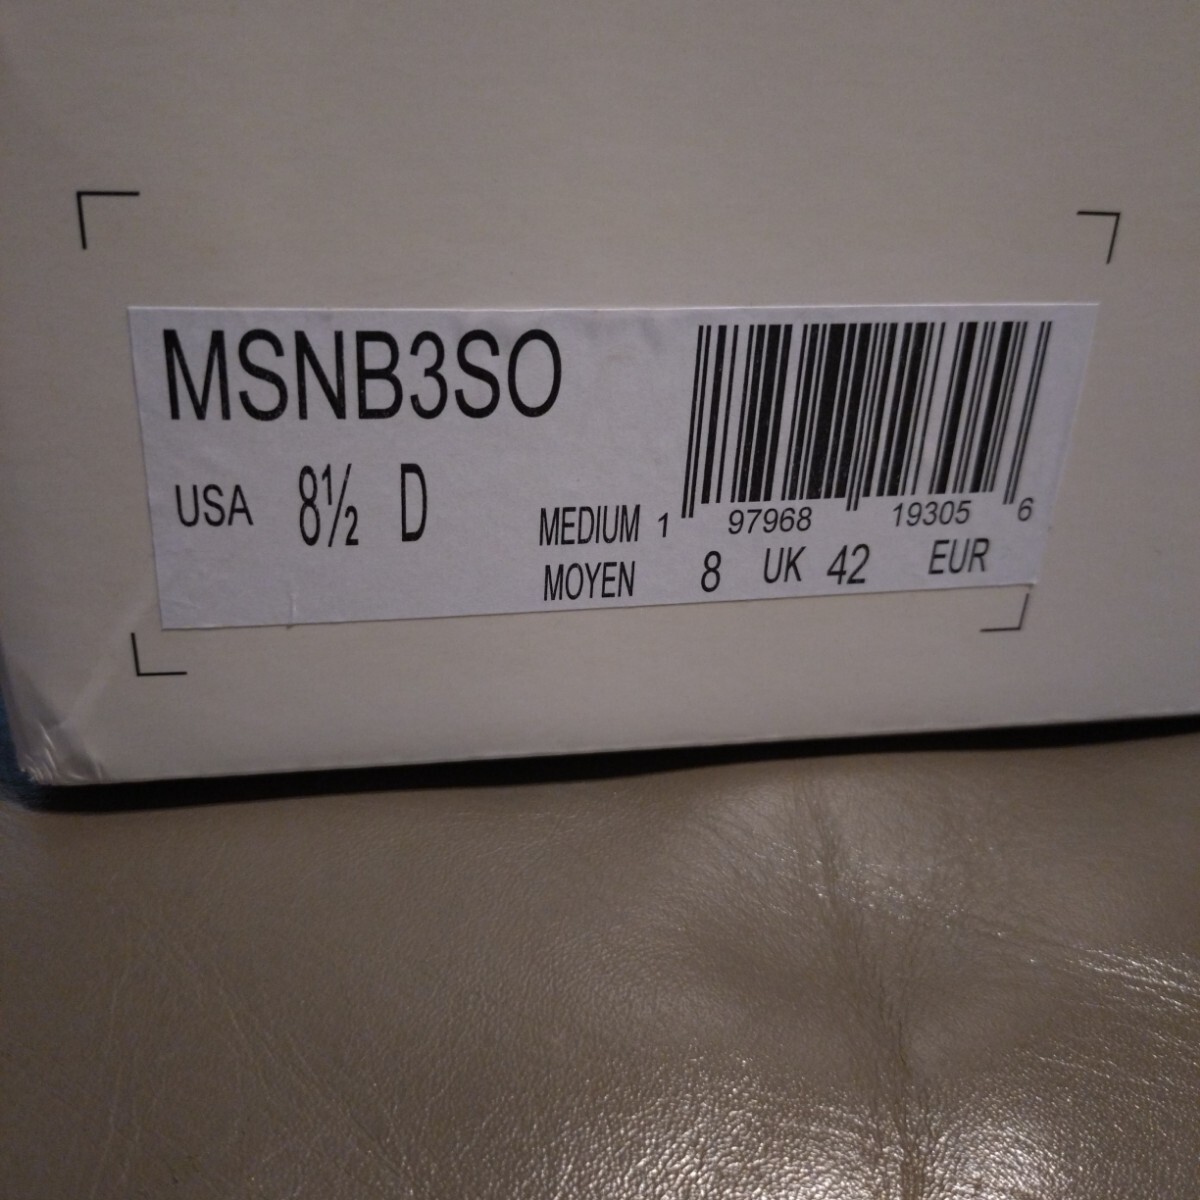 MSNB3SO
USA 8½ D
MEDIUM
MOYEN
1 97968 19305 6
8 UK 42 EUR